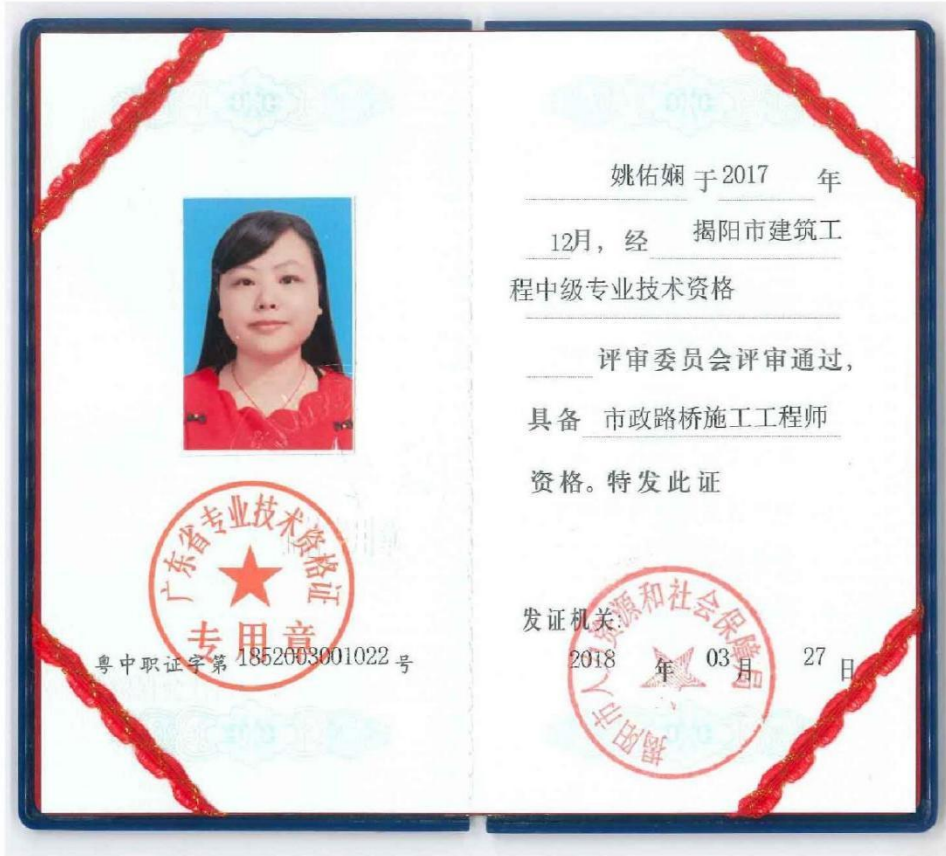 广东省专业技术资格证
专用章
粤中职证字第 1852003001022 号
姚佑娴 于 2017 年
12月, 经 揭阳市建筑工
程中级专业技术资格
评审委员会评审通过,
具备 市政路桥施工工程师
资格。特发此证
发证机关:
揭阳市人力资源和社会保障局
2018 年 03 月 27 日